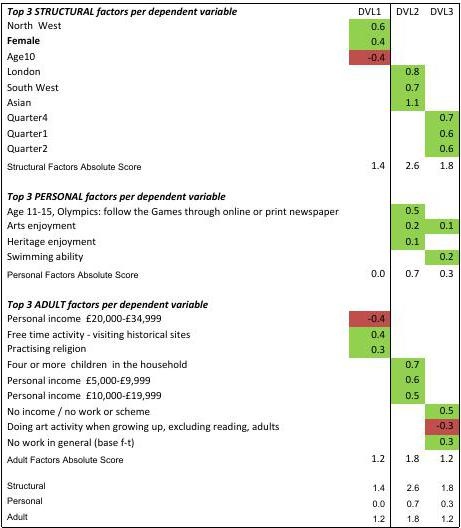 Top 3 STRUCTURAL factors per dependent variable DVL1 DVL2 DVL3
North West 0.6
Female 0.4
Age10 -0.4
London 0.8
South West 0.7
Asian 1.1
Quarter4 0.7
Quarter1 0.6
Quarter2 0.6
Structural Factors Absolute Score 1.4 2.6 1.8
Top 3 PERSONAL factors per dependent variable
Age 11-15, Olympics: follow the Games through online or print newspaper 0.5
Arts enjoyment 0.2 0.1
Heritage enjoyment 0.1
Swimming ability 0.2
Personal Factors Absolute Score 0.0 0.7 0.3
Top 3 ADULT factors per dependent variable
Personal income £20,000-£34,999 -0.4
Free time activity - visiting historical sites 0.4
Practising religion 0.3
Four or more children in the household 0.7
Personal income £5,000-£9,999 0.6
Personal income £10,000-£19,999 0.5
No income / no work or scheme 0.5
Doing art activity when growing up, excluding reading, adults -0.3
No work in general (base f-t) 0.3
Adult Factors Absolute Score 1.2 1.8 1.2
Structural 1.4 2.6 1.8
Personal 0.0 0.7 0.3
Adult 1.2 1.8 1.2